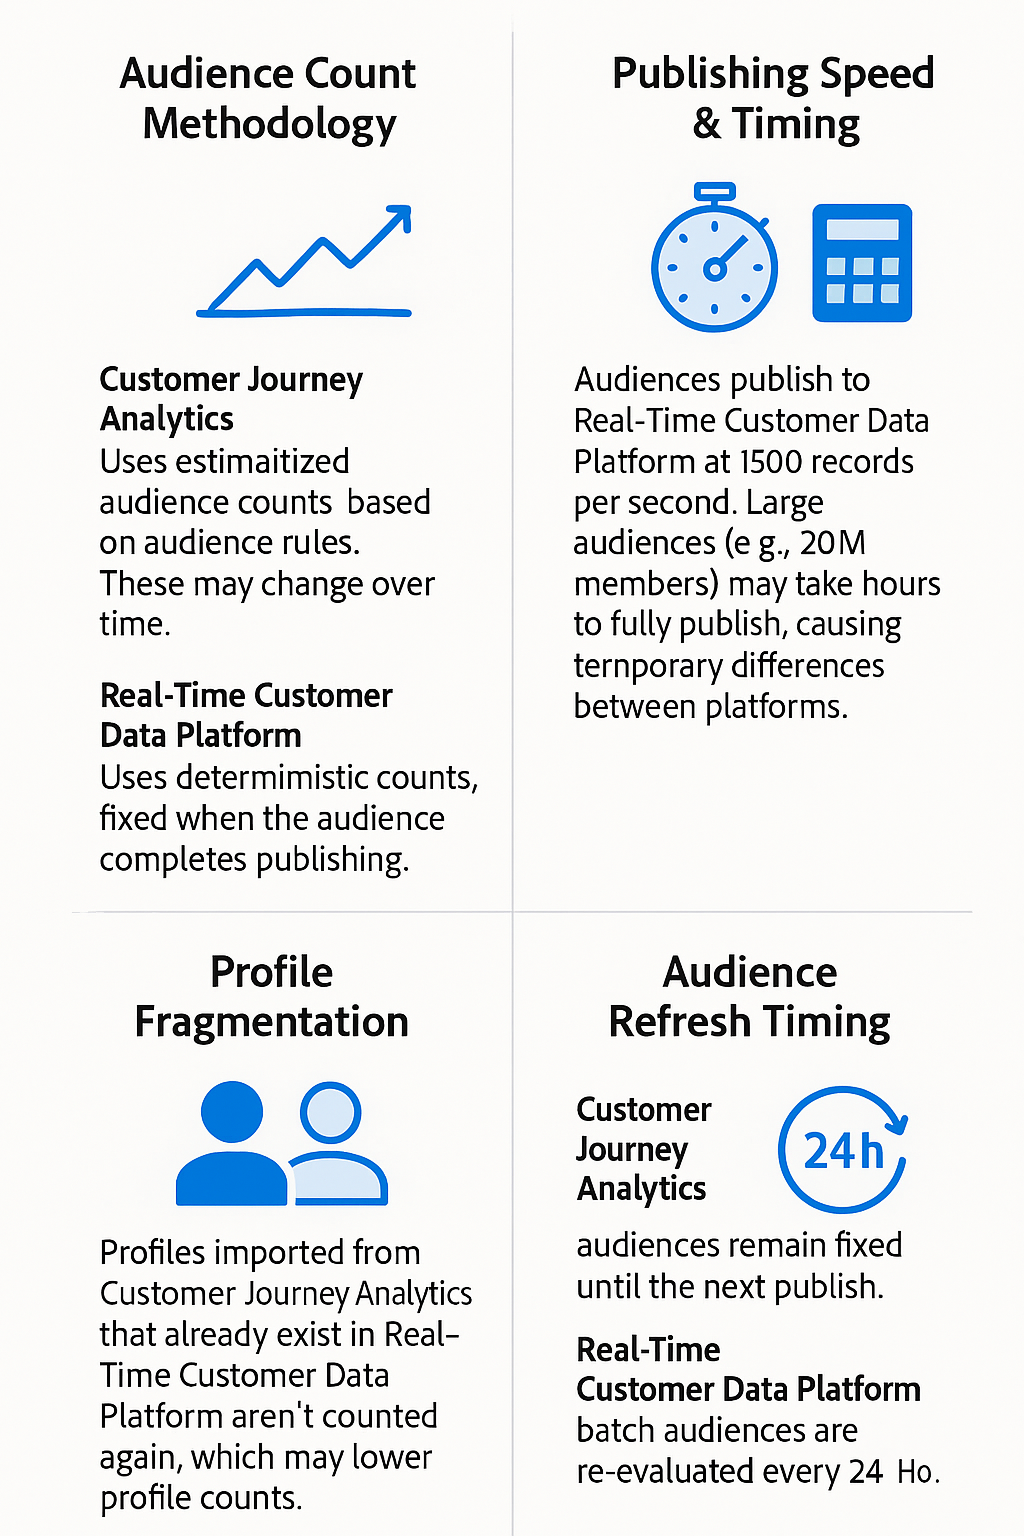 Audience Count
Methodology
Customer Journey
Analytics
Uses estimaitized
audience counts based
on audience rules.
These may change over
time.
Real-Time Customer
Data Platform
Uses determimistic counts,
fixed when the audience
completes publishing.
Publishing Speed
& Timing
Audiences publish to
Real-Time Customer Data
Platform at 1500 records
per second. Large
audiences (e g., 20M
members) may take hours
to fully publish, causing
ternporary differences
between platforms.
Profile
Fragmentation
Profiles imported from
Customer Journey Analytics
that already exist in Real-
Time Customer Data
Platform aren't counted
again, which may lower
profile counts.
Audience
Refresh Timing
Customer
Journey
Analytics
24h
audiences remain fixed
until the next publish.
Real-Time
Customer Data Platform
batch audiences are
re-evaluated every 24 Ho.